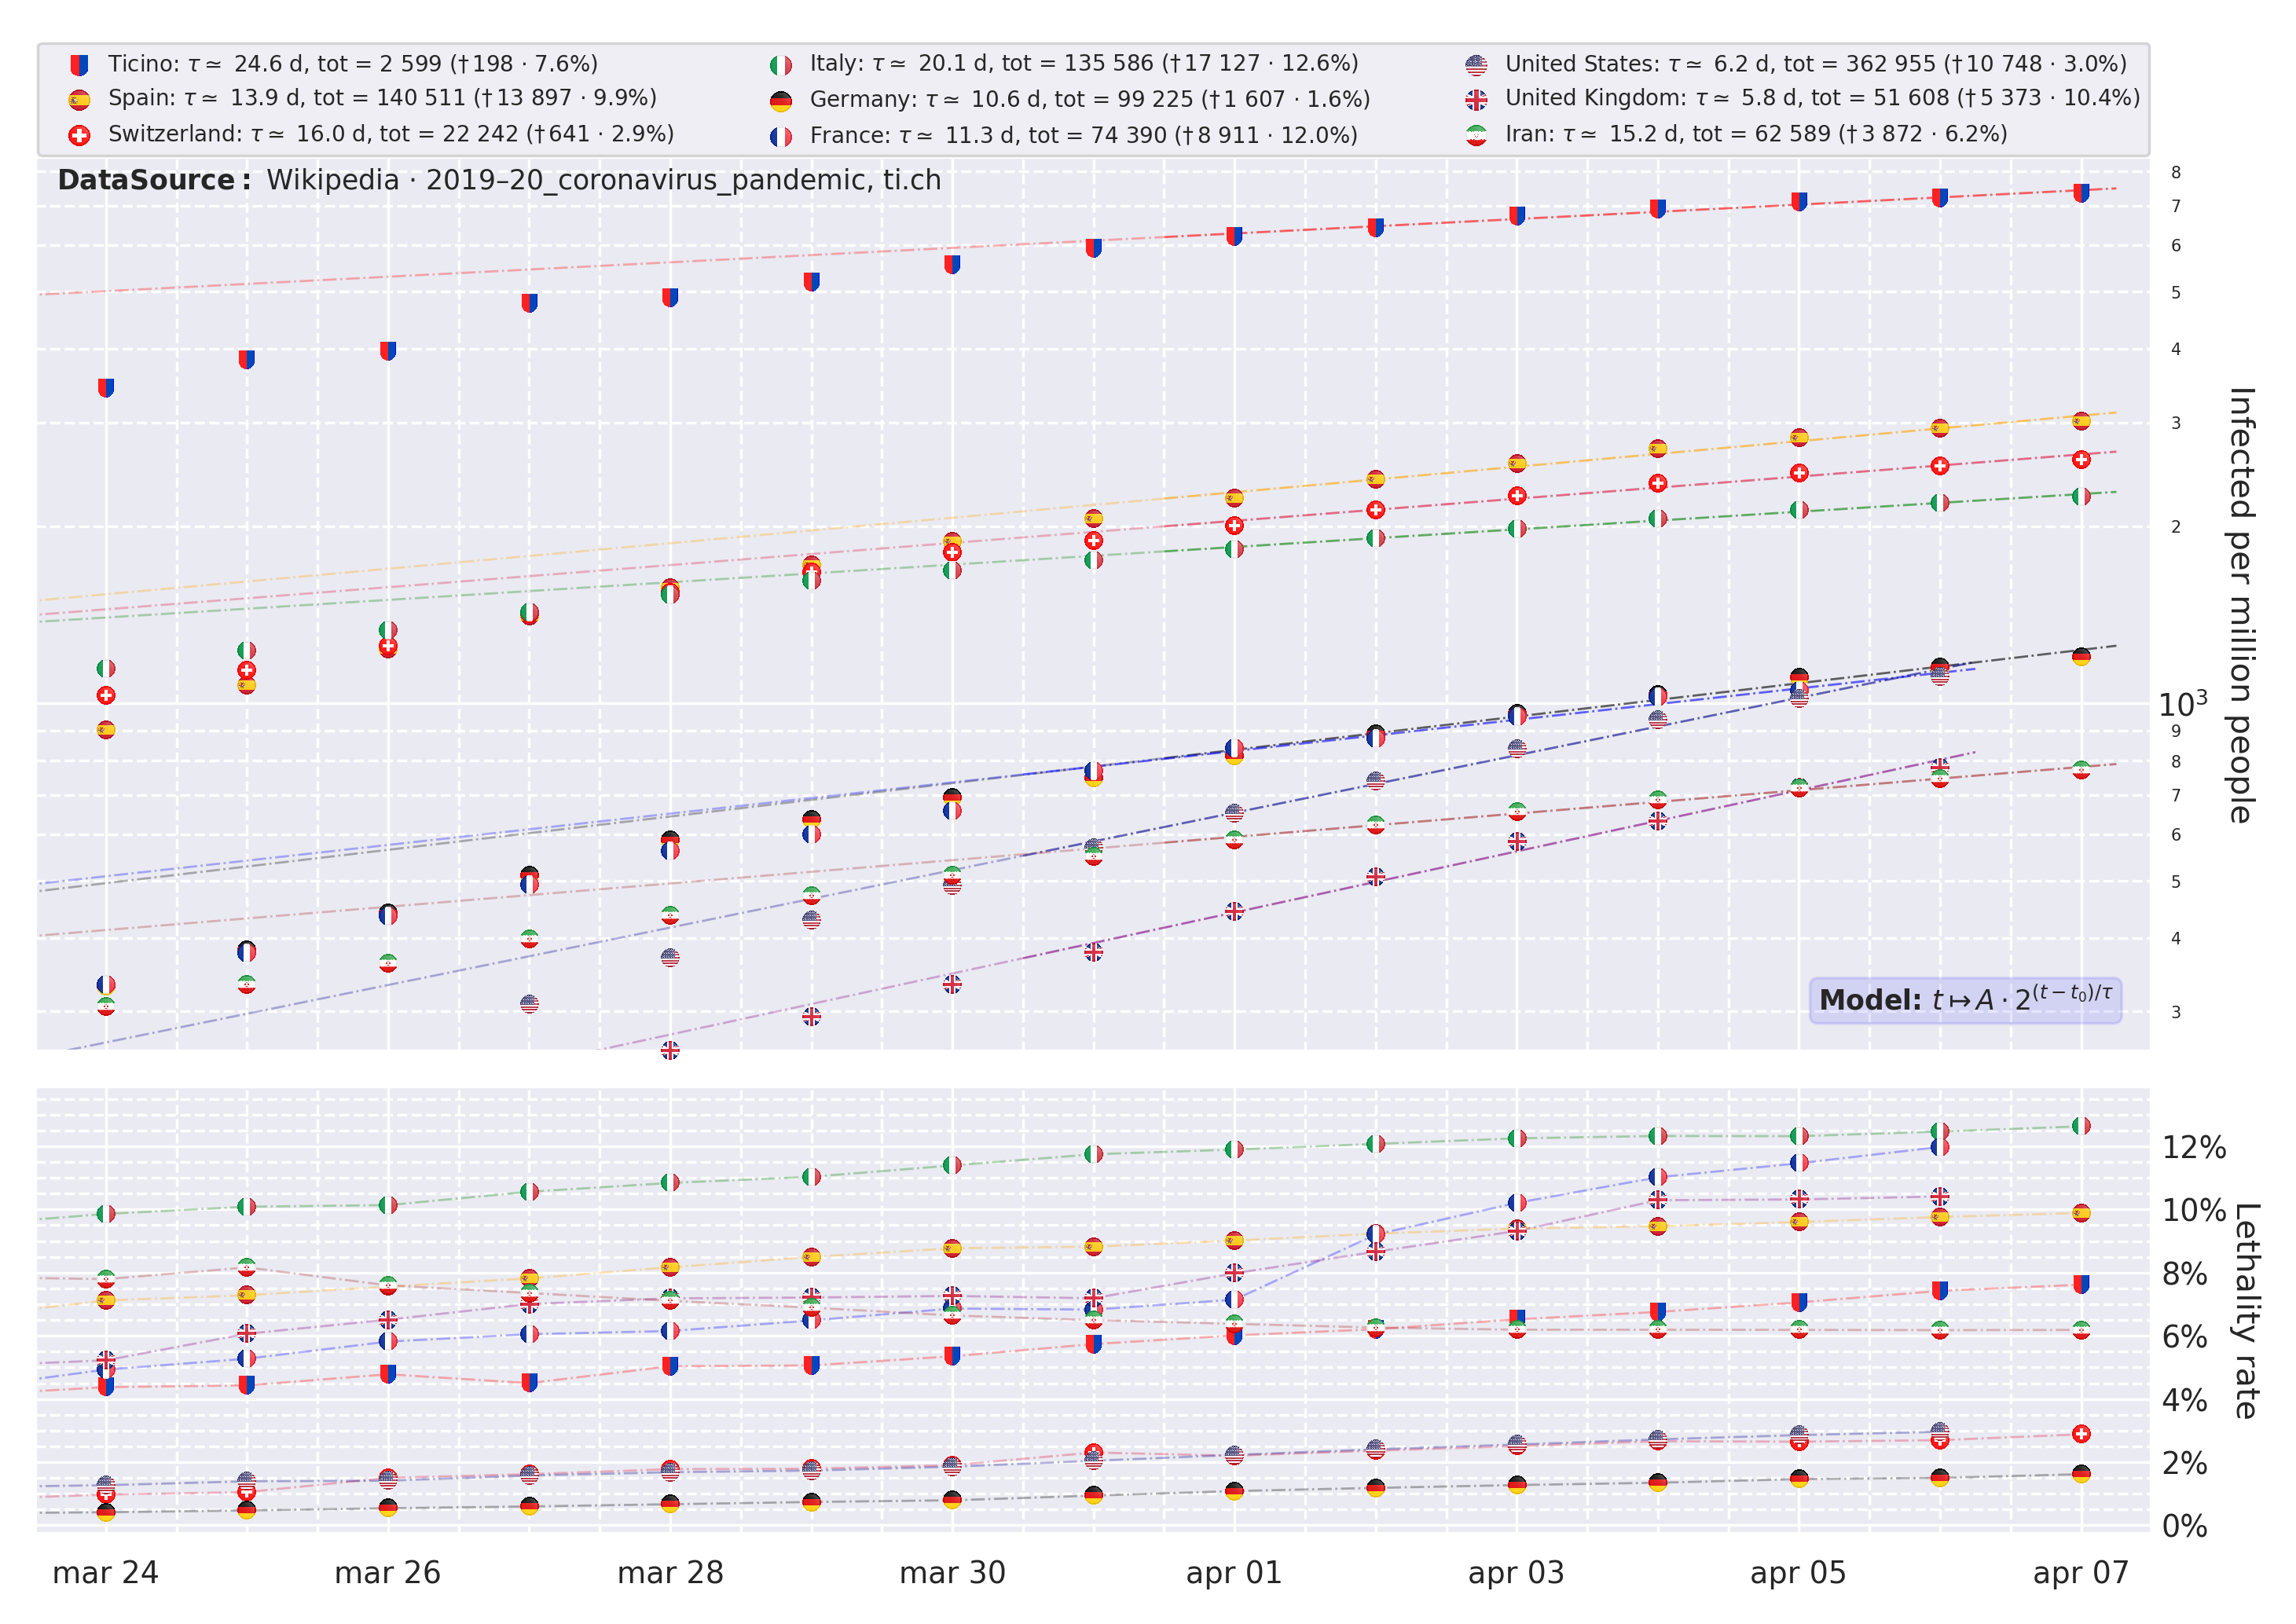 Ticino: τ ≃ 24.6 d, tot = 2 599 (†198 · 7.6%)
Spain: τ ≃ 13.9 d, tot = 140 511 (†13 897 · 9.9%)
Switzerland: τ ≃ 16.0 d, tot = 22 242 (†641 · 2.9%)
Italy: τ ≃ 20.1 d, tot = 135 586 (†17 127 · 12.6%)
Germany: τ ≃ 10.6 d, tot = 99 225 (†1 607 · 1.6%)
France: τ ≃ 11.3 d, tot = 74 390 (†8 911 · 12.0%)
United States: τ ≃ 6.2 d, tot = 362 955 (†10 748 · 3.0%)
United Kingdom: τ ≃ 5.8 d, tot = 51 608 (†5 373 · 10.4%)
Iran: τ ≃ 15.2 d, tot = 62 589 (†3 872 · 6.2%)
DataSource: Wikipedia · 2019–20_coronavirus_pandemic, ti.ch
8
7
6
5
4
3
2
10³
9
8
7
6
5
4
3
Infected per million people
Model: t ↦ A · 2^{(t − t₀)/τ}
12%
10%
8%
6%
4%
2%
0%
Lethality rate
mar 24 mar 26 mar 28 mar 30 apr 01 apr 03 apr 05 apr 07